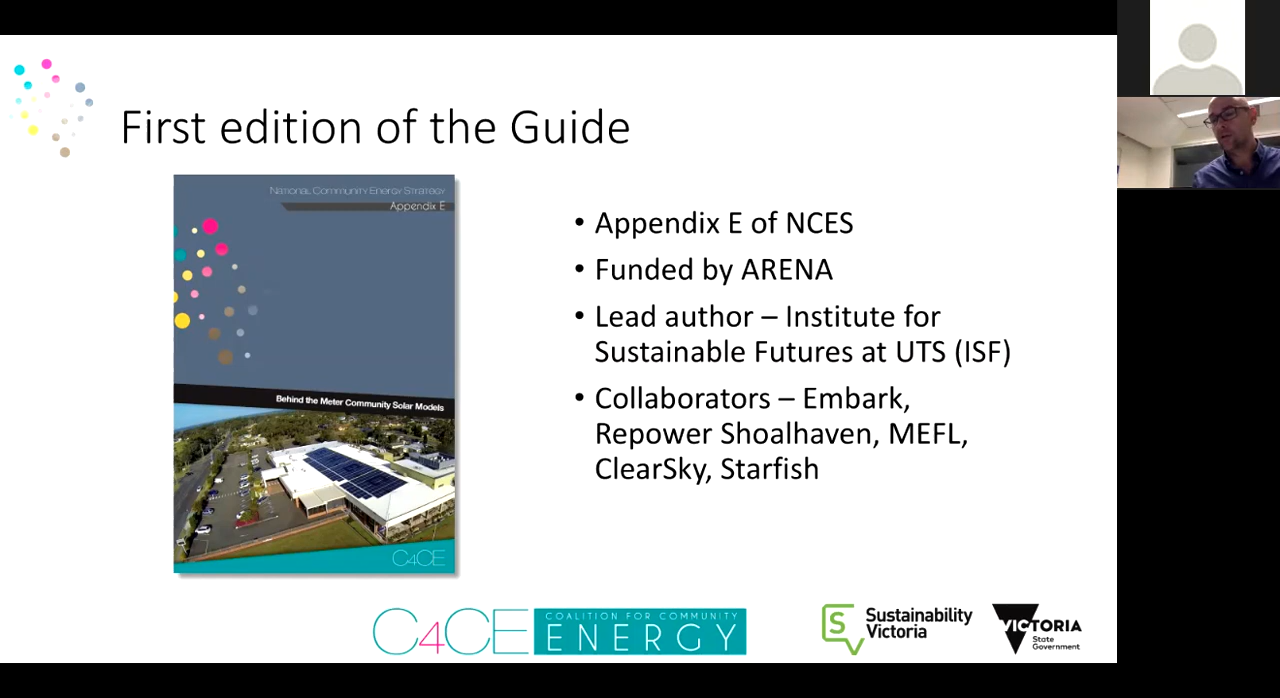 First edition of the Guide
National Community Energy Strategy
Appendix E
Behind the Meter Community Solar Models
C4CE
• Appendix E of NCES
• Funded by ARENA
• Lead author – Institute for
Sustainable Futures at UTS (ISF)
• Collaborators – Embark,
Repower Shoalhaven, MEFL,
ClearSky, Starfish
C4CE
COALITION FOR COMMUNITY
ENERGY
S
Sustainability
Victoria
VICTORIA
State
Government